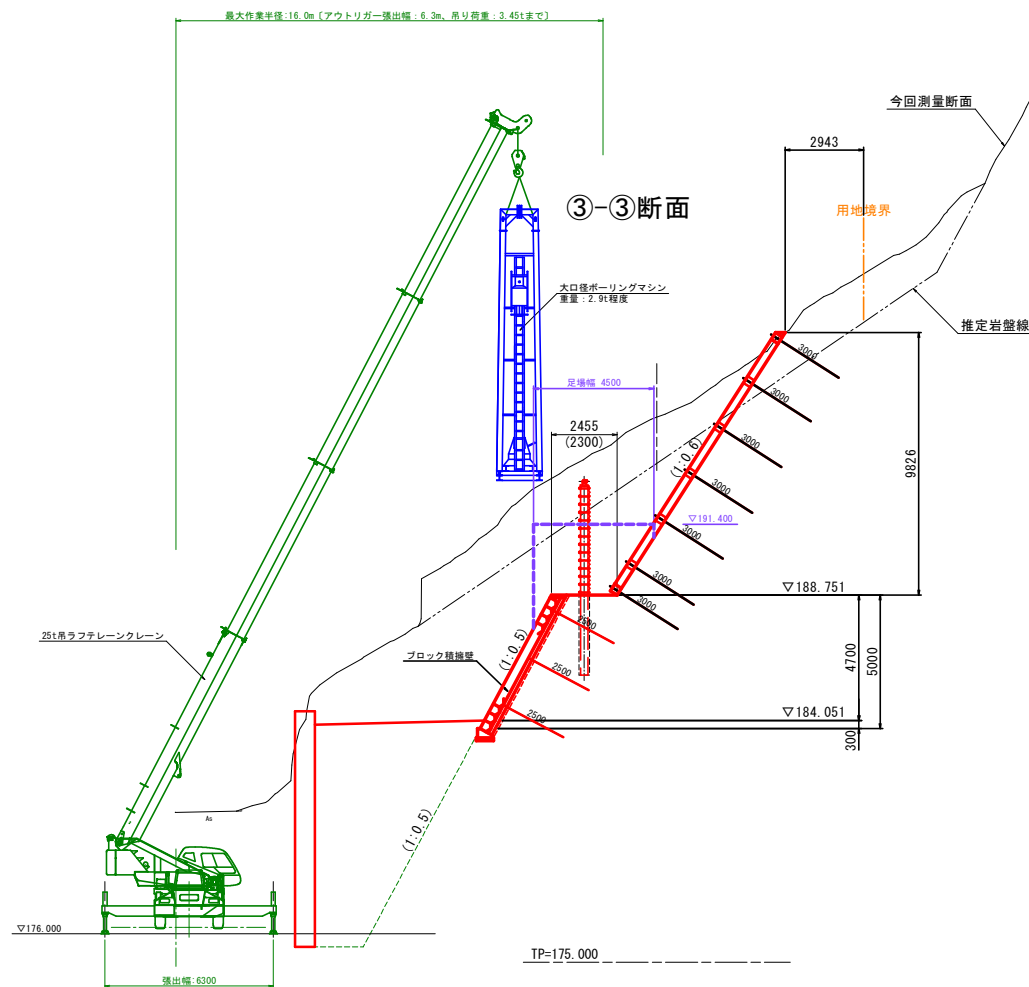 最大作業半径:16.0m〔アウトリガー張出幅：6.3m、吊り荷重：3.45tまで〕
今回測量断面
2943
③-③断面
用地境界
大口径ボーリングマシン
重量：2.9t程度
推定岩盤線
3000
足場幅 4500
3000
2455
(2300)
3000
(1:0.6)
9826
3000
▽191.400
3000
3000
▽188.751
3000
2500
25t吊ラフテレーンクレーン
(1:0.5)
ブロック積擁壁
4700
5000
2500
▽184.051
2500
300
As
(1:0.5)
▽176.000
TP=175.000
張出幅:6300